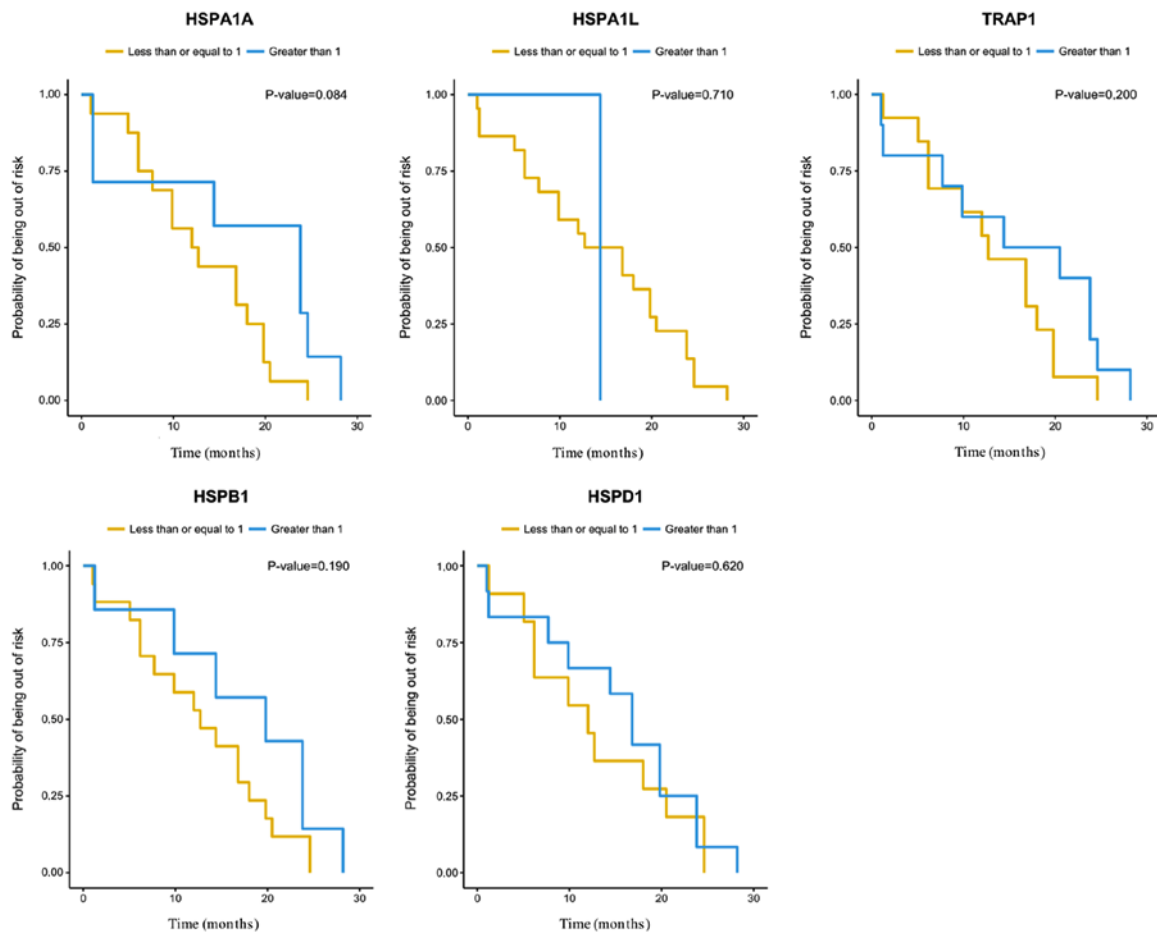 HSPA1A
Less than or equal to 1 Greater than 1
P-value=0.084
Probability of being out of risk
1.00
0.75
0.50
0.25
0.00
0 10 20 30
Time (months)
HSPA1L
Less than or equal to 1 Greater than 1
P-value=0.710
Probability of being out of risk
1.00
0.75
0.50
0.25
0.00
0 10 20 30
Time (months)
TRAP1
Less than or equal to 1 Greater than 1
P-value=0.200
Probability of being out of risk
1.00
0.75
0.50
0.25
0.00
0 10 20 30
Time (months)
HSPB1
Less than or equal to 1 Greater than 1
P-value=0.190
Probability of being out of risk
1.00
0.75
0.50
0.25
0.00
0 10 20 30
Time (months)
HSPD1
Less than or equal to 1 Greater than 1
P-value=0.620
Probability of being out of risk
1.00
0.75
0.50
0.25
0.00
0 10 20 30
Time (months)